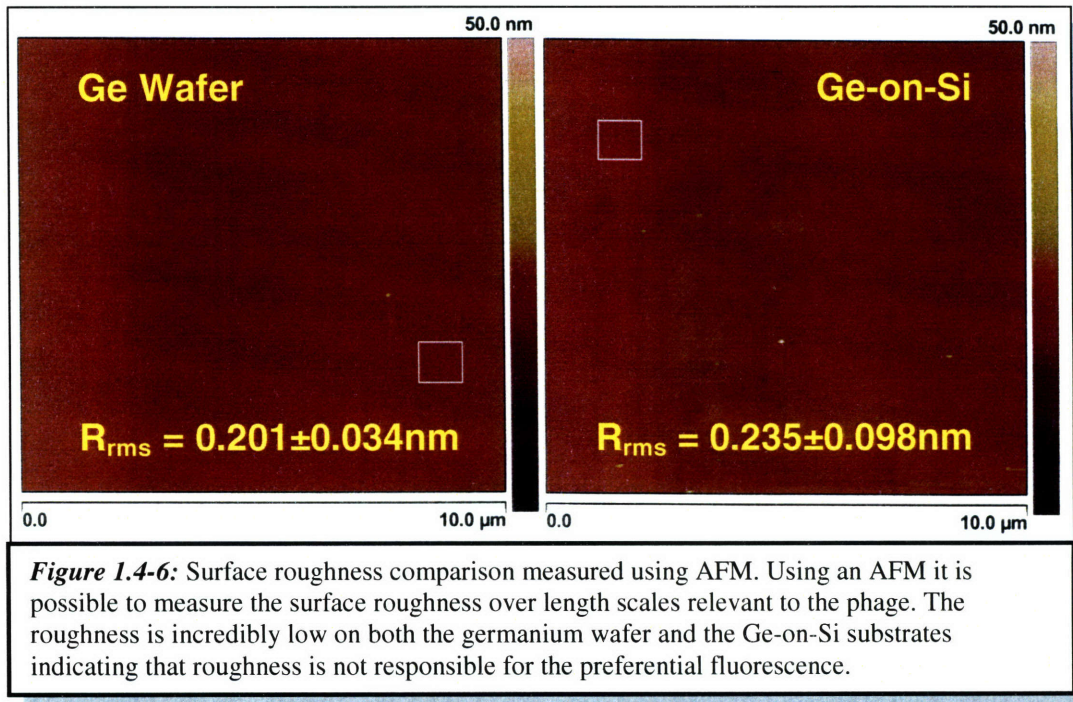 50.0 nm
50.0 nm
Ge Wafer
Ge-on-Si
Rrms = 0.201±0.034nm
Rrms = 0.235±0.098nm
0.0
10.0 µm
0.0
10.0 µm
Figure 1.4-6: Surface roughness comparison measured using AFM. Using an AFM it is
possible to measure the surface roughness over length scales relevant to the phage. The
roughness is incredibly low on both the germanium wafer and the Ge-on-Si substrates
indicating that roughness is not responsible for the preferential fluorescence.